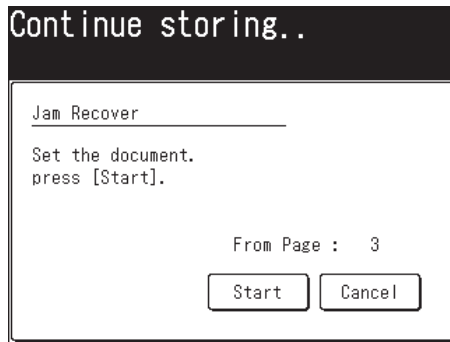 Continue storing..
Jam Recover
Set the document.
press [Start].
From Page : 3
Start Cancel